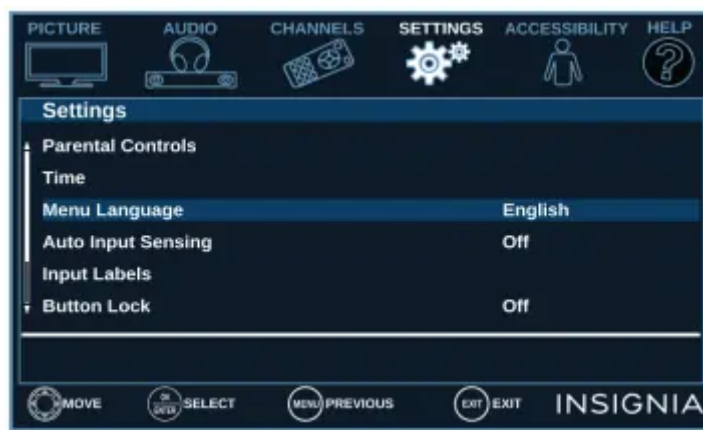 PICTURE AUDIO CHANNELS SETTINGS ACCESSIBILITY HELP
?
Settings
Parental Controls
Time
Menu Language English
Auto Input Sensing Off
Input Labels
Button Lock Off
MOVE OK ENTER SELECT MENU PREVIOUS EXIT EXIT INSIGNIA